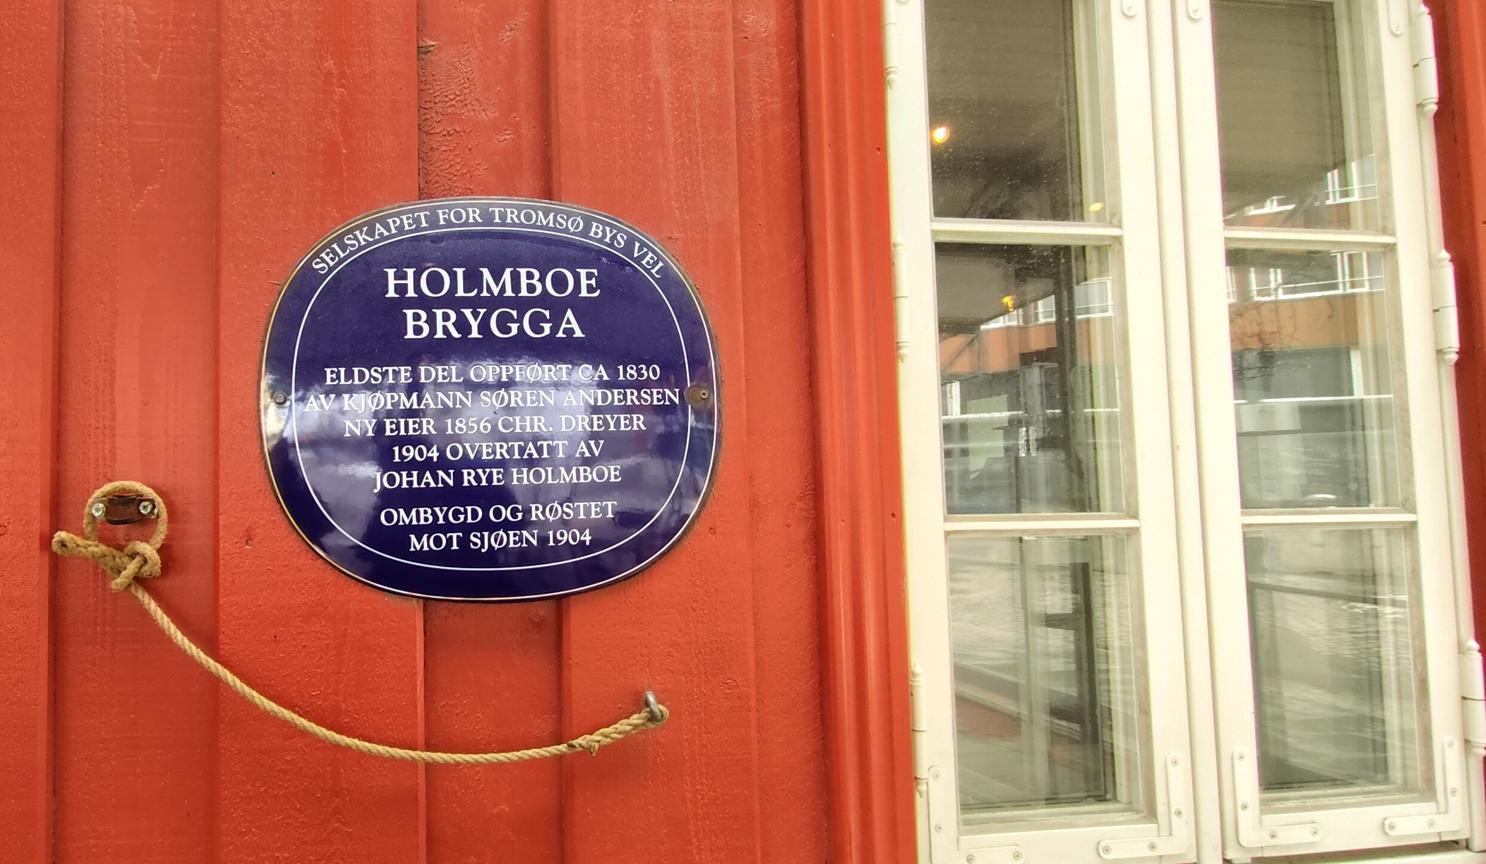 SELSKAPET FOR TROMSØ BYS VEL
HOLMBOE
BRYGGA
ELDSTE DEL OPPFØRT CA 1830
AV KJØPMANN SØREN ANDERSEN
NY EIER 1856 CHR. DREYER
1904 OVERTATT AV
JOHAN RYE HOLMBOE
OMBYGD OG RØSTET
MOT SJØEN 1904